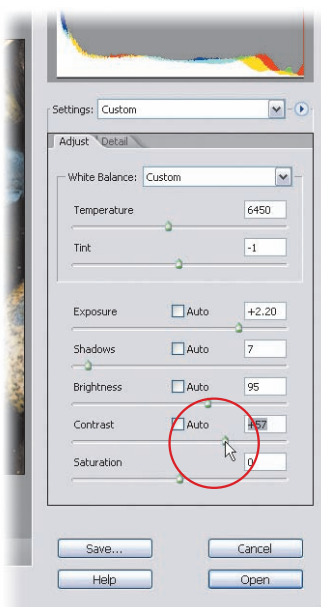 Settings: Custom
Adjust Detail
White Balance: Custom
Temperature 6450
Tint -1
Exposure Auto +2.20
Shadows Auto 7
Brightness Auto 95
Contrast Auto +57
Saturation 0
Save... Cancel
Help Open